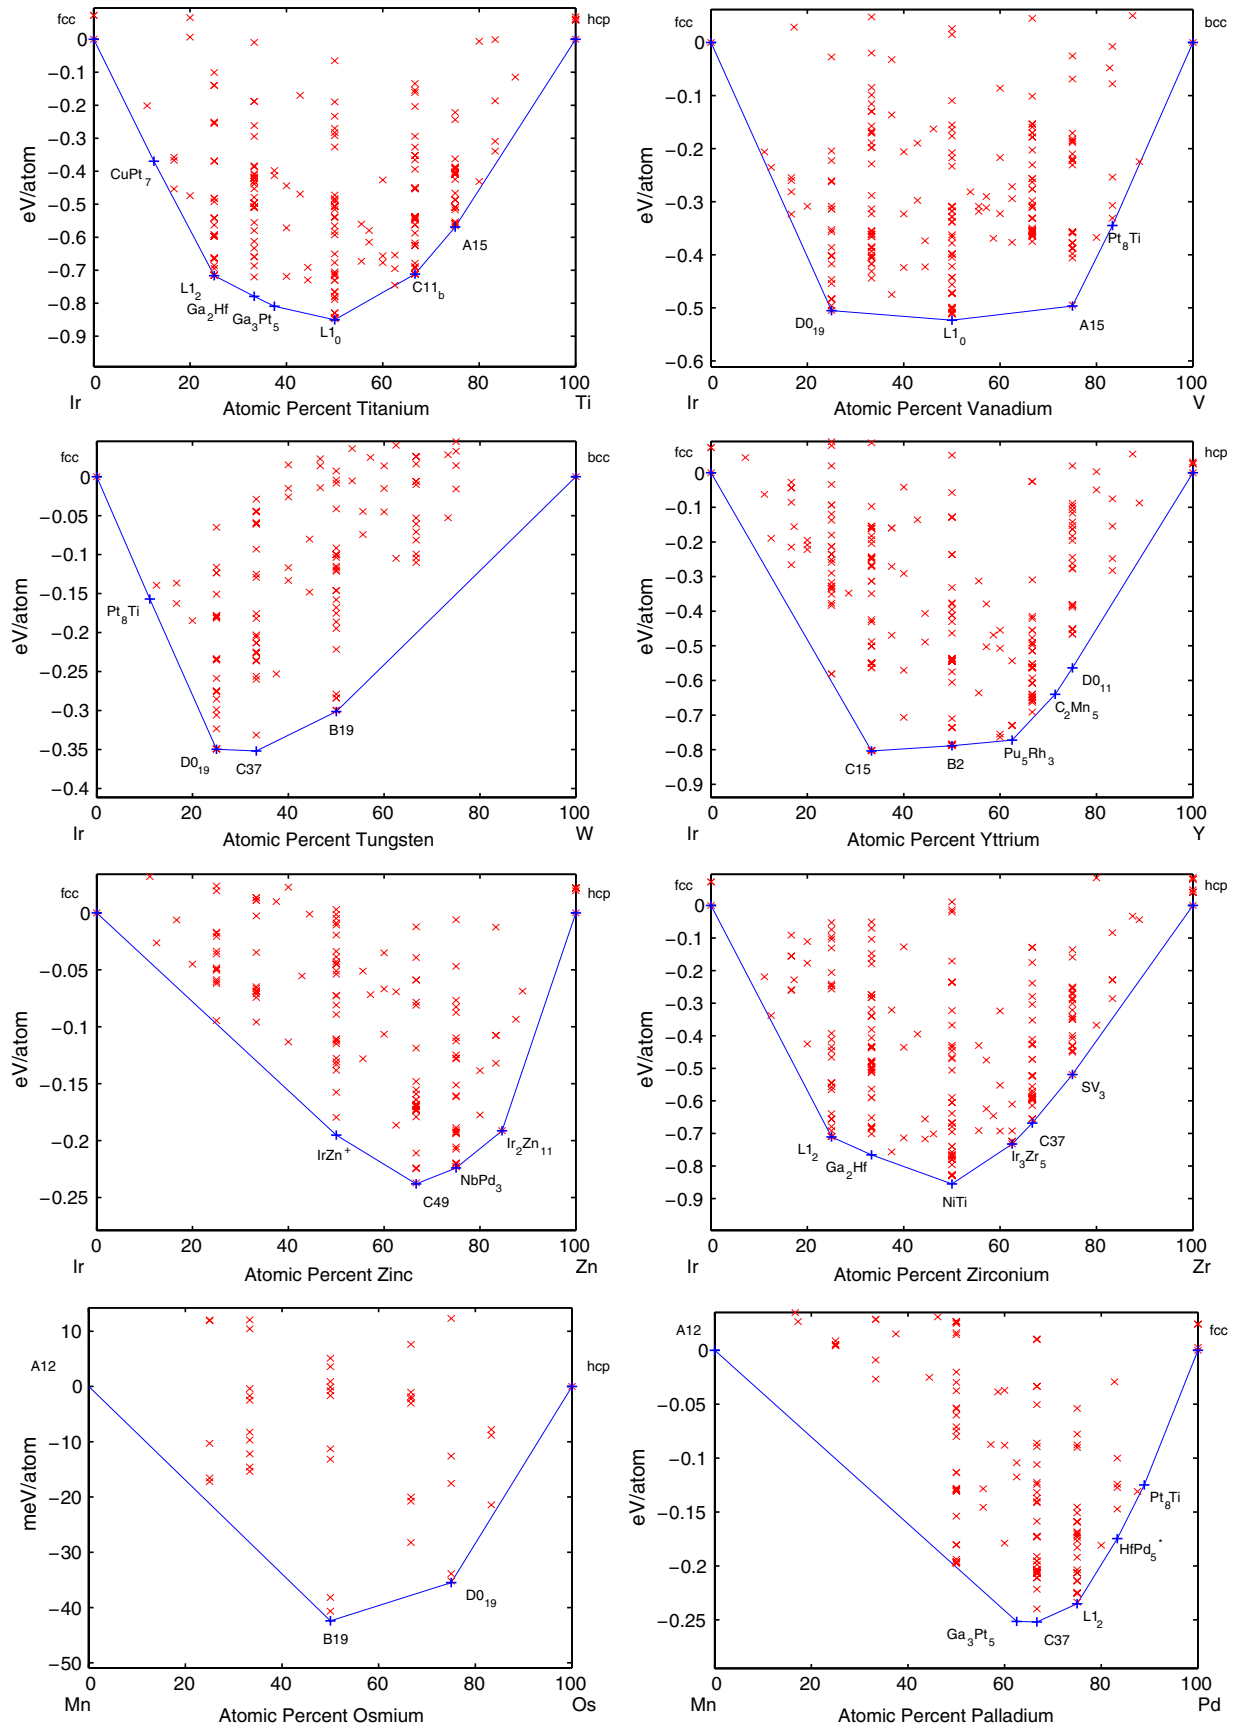 fcc hcp
0
−0.1
−0.2
−0.3
−0.4
−0.5
−0.6
−0.7
−0.8
−0.9
eV/atom
CuPt7
L12
Ga2Hf
Ga3Pt5
L10
C11b
A15
0 20 40 60 80 100
Ir Atomic Percent Titanium Ti
fcc bcc
0
−0.1
−0.2
−0.3
−0.4
−0.5
−0.6
eV/atom
D019
L10
A15
Pt8Ti
0 20 40 60 80 100
Ir Atomic Percent Vanadium V
fcc bcc
0
−0.05
−0.1
−0.15
−0.2
−0.25
−0.3
−0.35
−0.4
eV/atom
Pt8Ti
D019
C37
B19
0 20 40 60 80 100
Ir Atomic Percent Tungsten W
fcc hcp
0
−0.1
−0.2
−0.3
−0.4
−0.5
−0.6
−0.7
−0.8
−0.9
eV/atom
C15
B2
Pu5Rh3
C2Mn5
D011
0 20 40 60 80 100
Ir Atomic Percent Yttrium Y
fcc hcp
0
−0.05
−0.1
−0.15
−0.2
−0.25
eV/atom
IrZn+
C49
NbPd3
Ir2Zn11
0 20 40 60 80 100
Ir Atomic Percent Zinc Zn
fcc hcp
0
−0.1
−0.2
−0.3
−0.4
−0.5
−0.6
−0.7
−0.8
−0.9
eV/atom
L12
Ga2Hf
NiTi
Ir3Zr5
C37
SV3
0 20 40 60 80 100
Ir Atomic Percent Zirconium Zr
A12 hcp
10
0
−10
−20
−30
−40
−50
meV/atom
B19
D019
0 20 40 60 80 100
Mn Atomic Percent Osmium Os
A12 fcc
0
−0.05
−0.1
−0.15
−0.2
−0.25
eV/atom
Ga3Pt5
C37
L12
HfPd5*
Pt8Ti
0 20 40 60 80 100
Mn Atomic Percent Palladium Pd